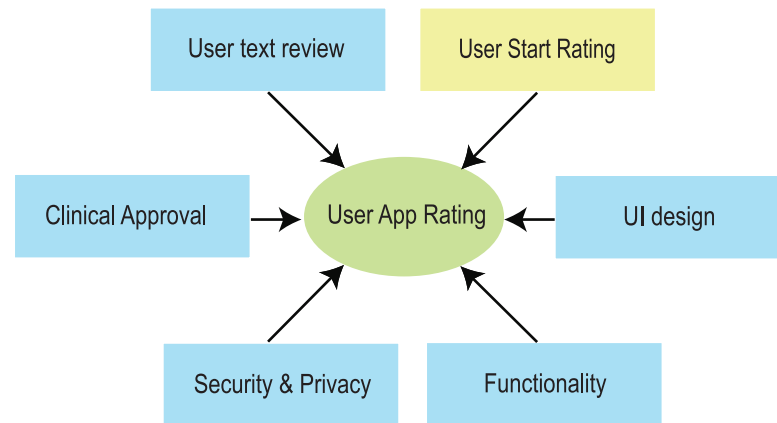 User text review
User Start Rating
Clinical Approval
User App Rating
UI design
Security & Privacy
Functionality